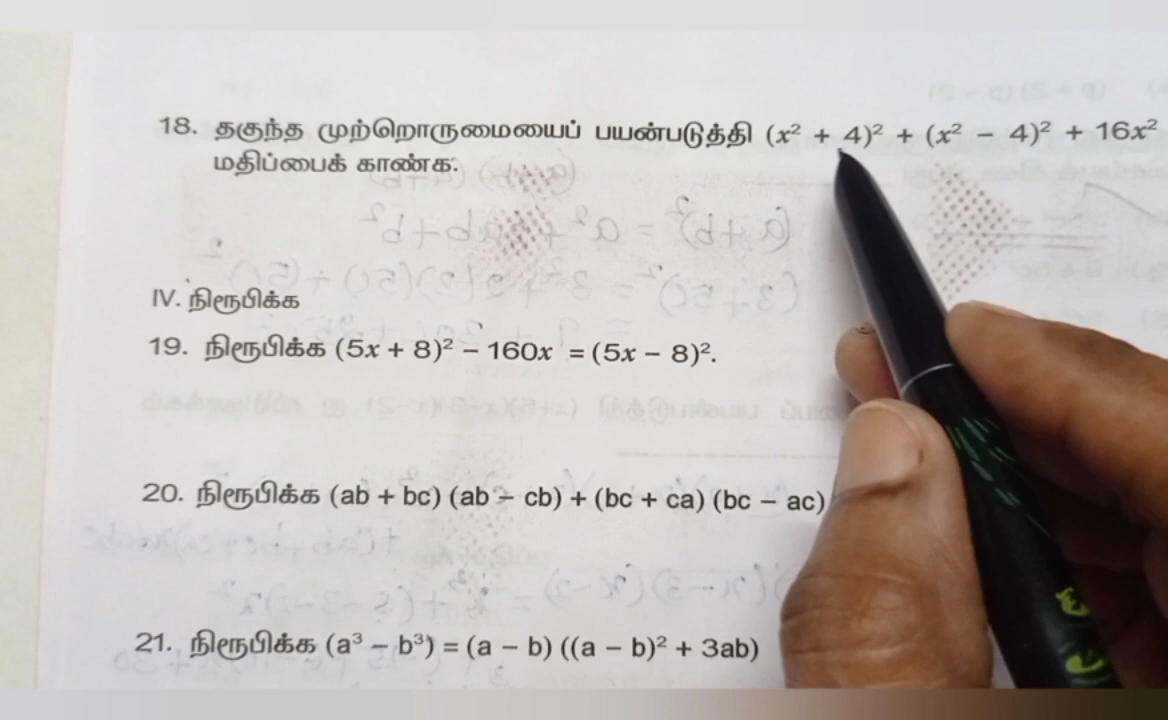 18. தகுந்த முற்றொருமையைப் பயன்படுத்தி (x² + 4)² + (x² − 4)² + 16x²
மதிப்பைக் காண்க.
IV. நிரூபிக்க
19. நிரூபிக்க (5x + 8)² − 160x = (5x − 8)².
20. நிரூபிக்க (ab + bc) (ab − cb) + (bc + ca) (bc − ac)
21. நிரூபிக்க (a³ − b³) = (a − b) ((a − b)² + 3ab)